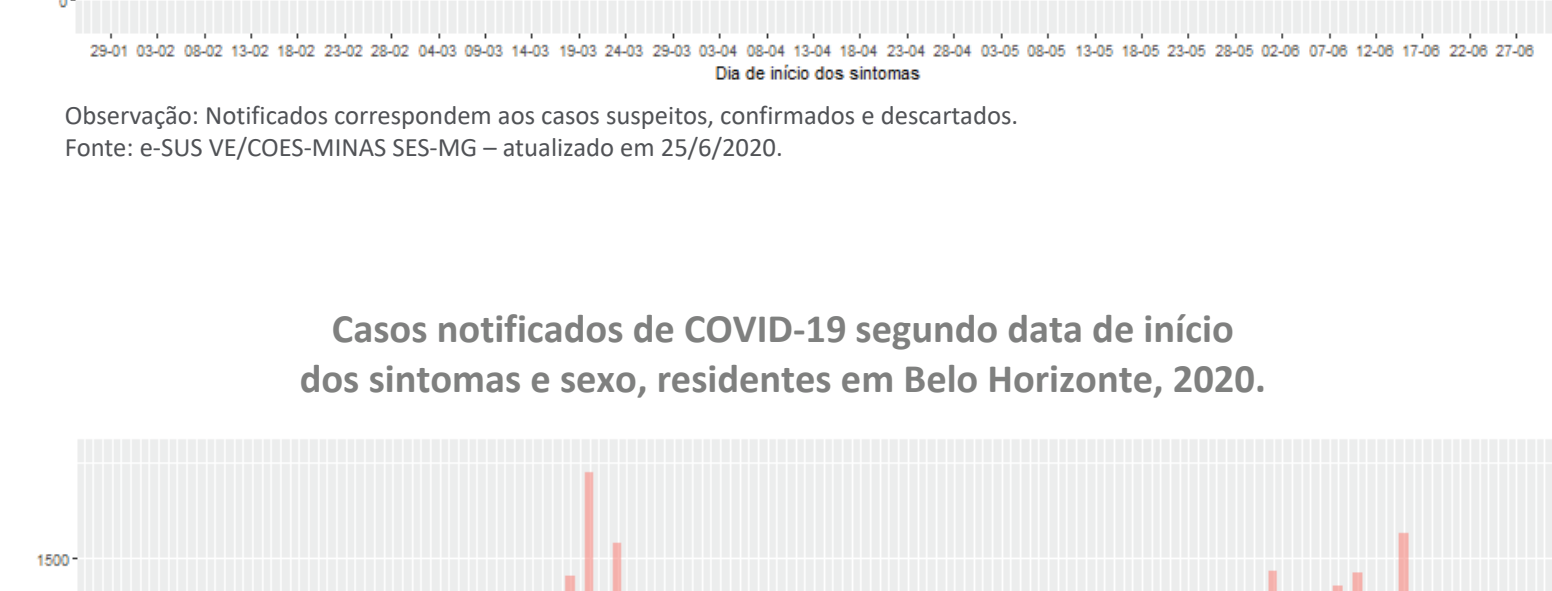 0
29-01 03-02 08-02 13-02 18-02 23-02 28-02 04-03 09-03 14-03 19-03 24-03 29-03 03-04 08-04 13-04 18-04 23-04 28-04 03-05 08-05 13-05 18-05 23-05 28-05 02-06 07-06 12-06 17-06 22-06 27-06
Dia de início dos sintomas
Observação: Notificados correspondem aos casos suspeitos, confirmados e descartados.
Fonte: e-SUS VE/COES-MINAS SES-MG – atualizado em 25/6/2020.
Casos notificados de COVID-19 segundo data de início
dos sintomas e sexo, residentes em Belo Horizonte, 2020.
1500